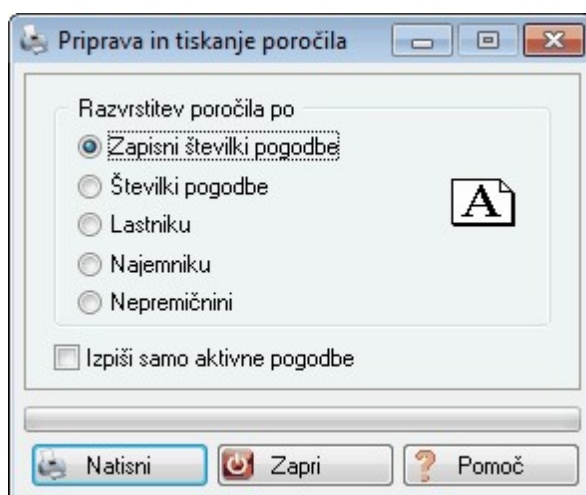 Priprava in tiskanje poročila
Razvrstitev poročila po
Zapisni številki pogodbe
Številki pogodbe
Lastniku
Najemniku
Nepremičnini
A
Izpiši samo aktivne pogodbe
Natisni
Zapri
Pomoč